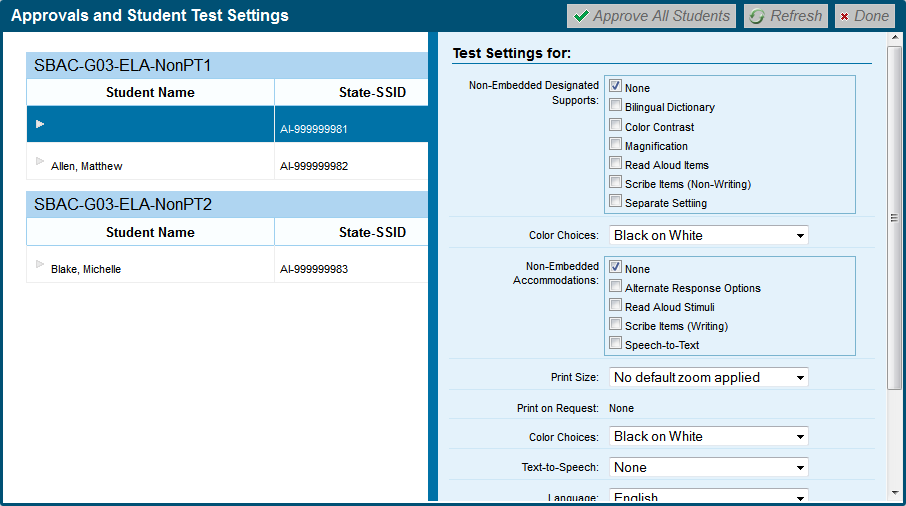 Approvals and Student Test Settings
Approve All Students
Refresh
Done
SBAC-G03-ELA-NonPT1
Student Name State-SSID
AI-999999981
Allen, Matthew AI-999999982
SBAC-G03-ELA-NonPT2
Student Name State-SSID
Blake, Michelle AI-999999983
Test Settings for:
Non-Embedded Designated
Supports:
None
Bilingual Dictionary
Color Contrast
Magnification
Read Aloud Items
Scribe Items (Non-Writing)
Separate Settiing
Color Choices: Black on White
Non-Embedded
Accommodations:
None
Alternate Response Options
Read Aloud Stimuli
Scribe Items (Writing)
Speech-to-Text
Print Size: No default zoom applied
Print on Request: None
Color Choices: Black on White
Text-to-Speech: None
Language: English